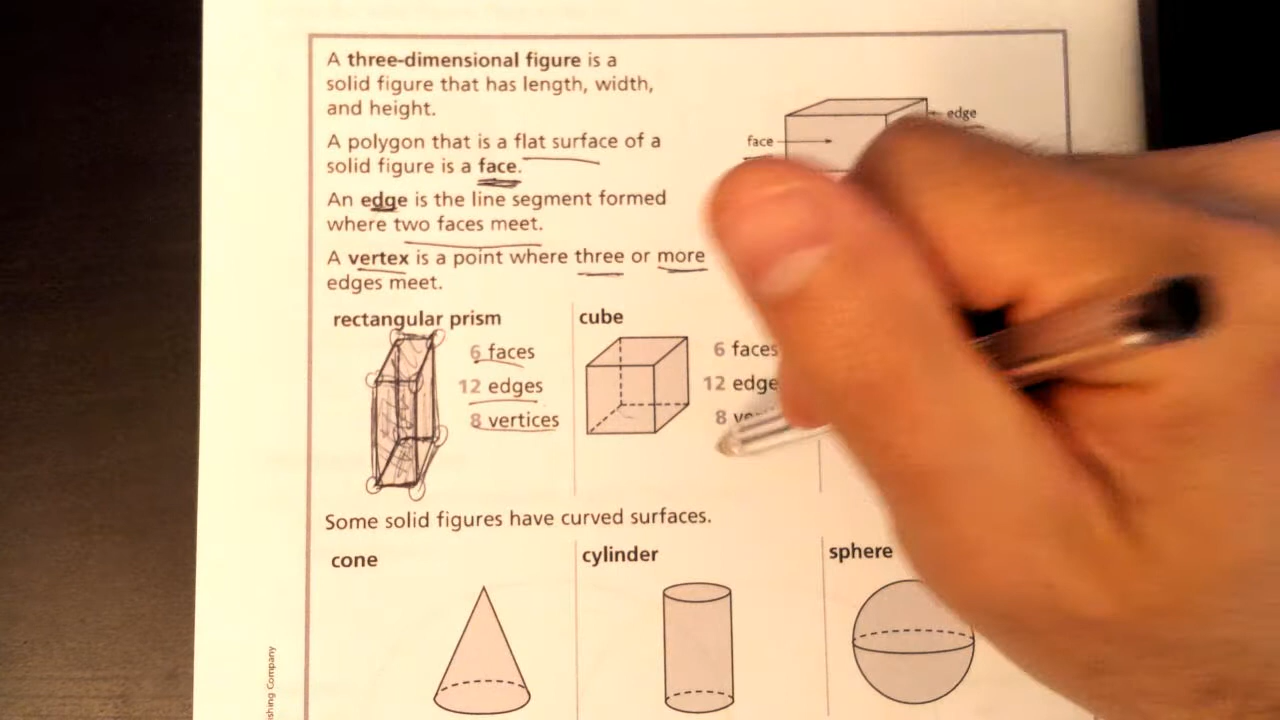 A three-dimensional figure is a
solid figure that has length, width,
and height.
A polygon that is a flat surface of a
solid figure is a face.
An edge is the line segment formed
where two faces meet.
A vertex is a point where three or more
edges meet.
edge
face
rectangular prism
6 faces
12 edges
8 vertices
cube
6 faces
12 edge
8
Some solid figures have curved surfaces.
cone
cylinder
sphere
shing Company